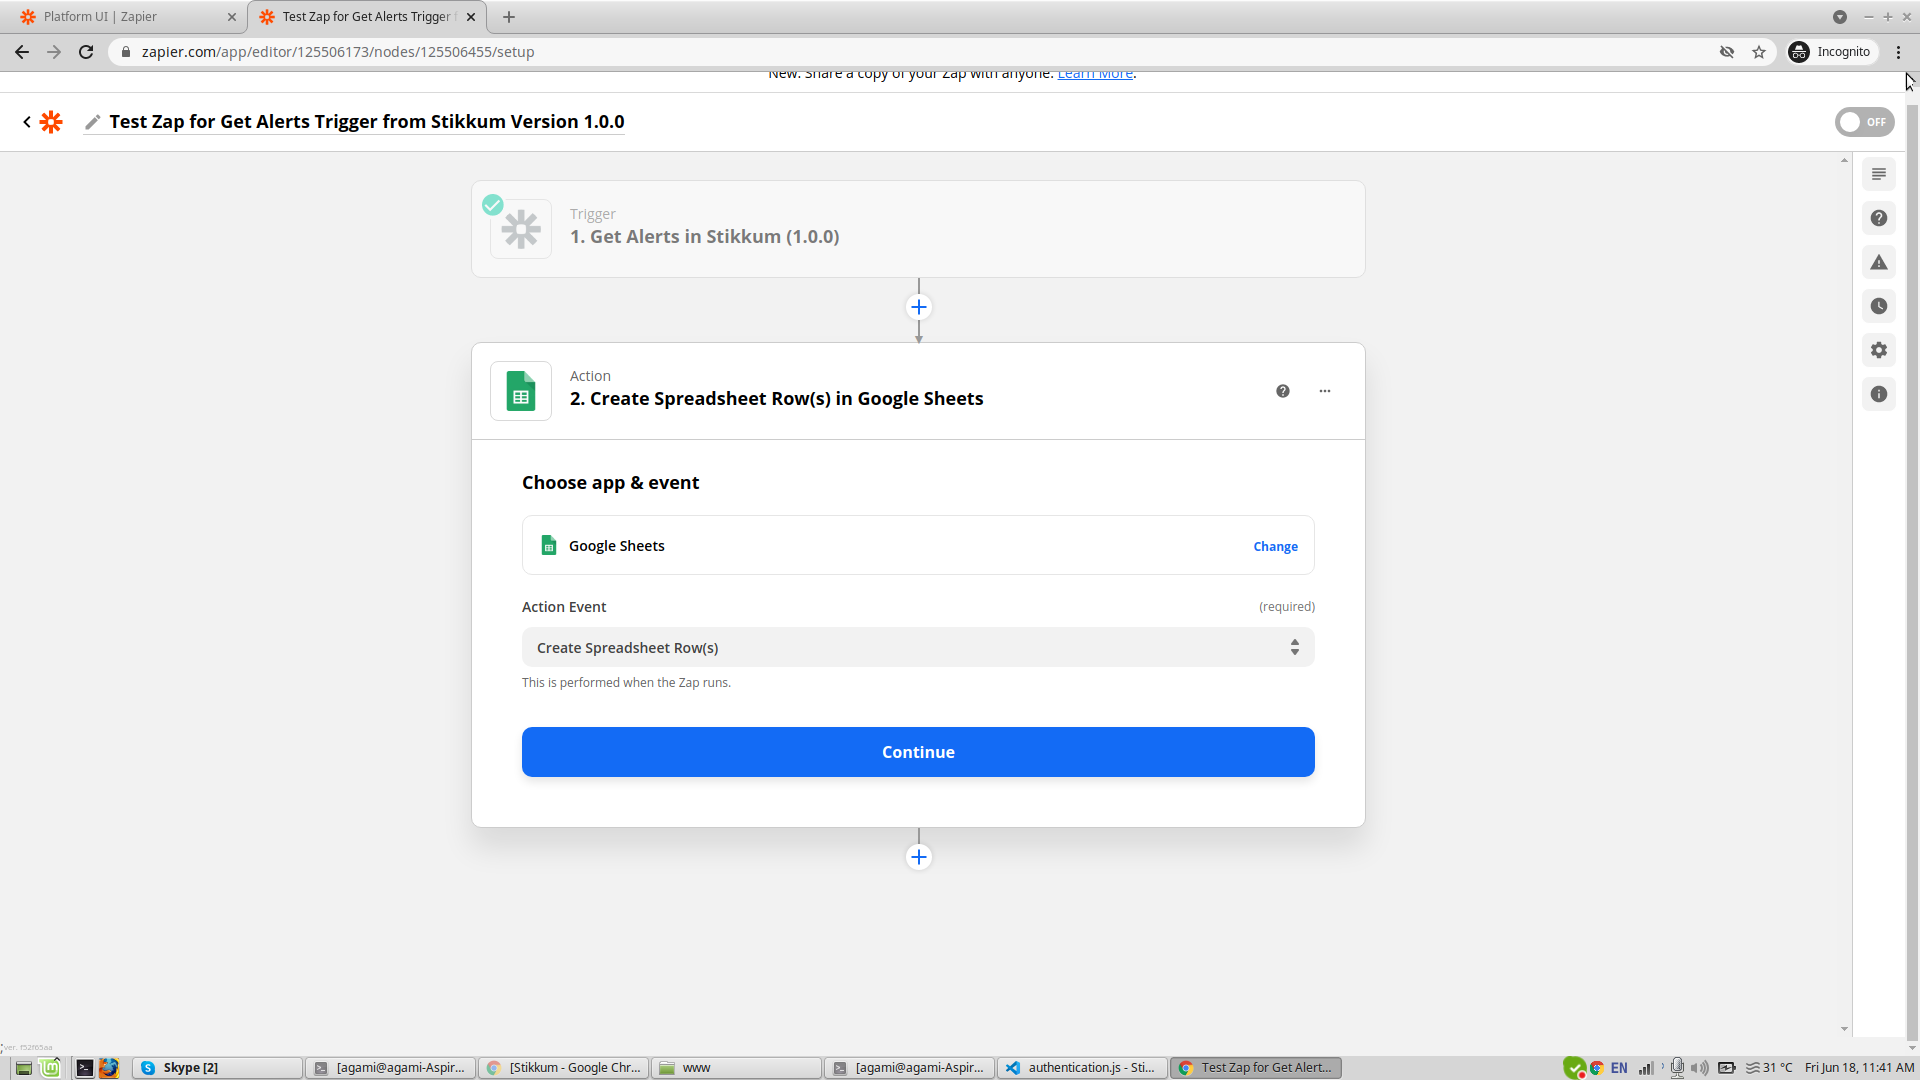 Platform UI | Zapier
Test Zap for Get Alerts Trigger f
zapier.com/app/editor/125506173/nodes/125506455/setup
Incognito
New: Share a copy of your Zap with anyone. Learn More.
Test Zap for Get Alerts Trigger from Stikkum Version 1.0.0
OFF
Trigger
1. Get Alerts in Stikkum (1.0.0)
Action
2. Create Spreadsheet Row(s) in Google Sheets
Choose app & event
Google Sheets
Change
Action Event
(required)
Create Spreadsheet Row(s)
This is performed when the Zap runs.
Continue
ver. f52f65aa
Skype [2]
[agami@agami-Aspir...
[Stikkum - Google Chr...
www
[agami@agami-Aspir...
authentication.js - Sti...
Test Zap for Get Alert...
EN
31 °C
Fri Jun 18, 11:41 AM